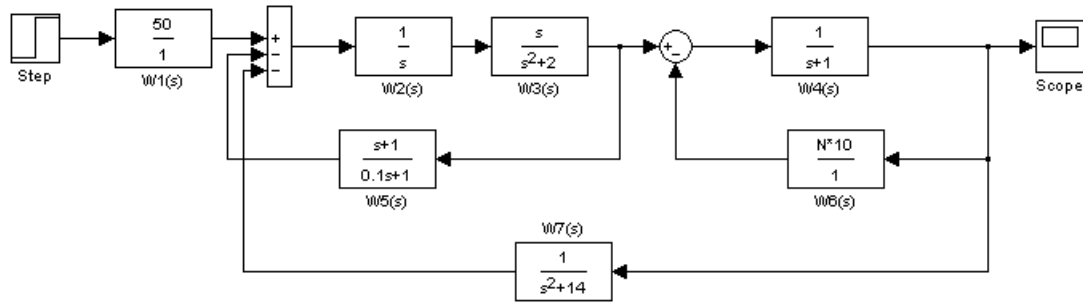 Step
50
1
W1(s)
+
−
−
1
s
W2(s)
s
s²+2
W3(s)
+
−
1
s+1
W4(s)
Scope
s+1
0.1s+1
W5(s)
N*10
1
W6(s)
W7(s)
1
s²+14